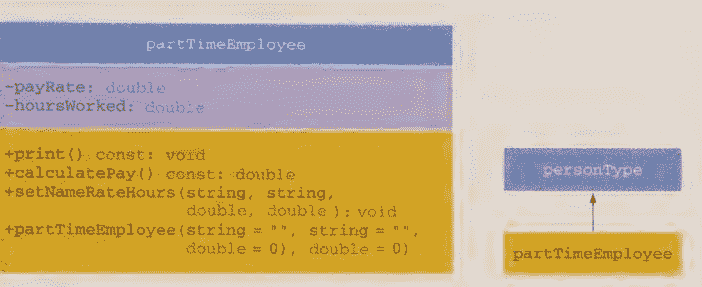 partTimeEmployee
-payRate: double
-hoursWorked: double
+print() const: void
+calculatePay() const: double
+setNameRateHours(string, string,
double, double): void
+partTimeEmployee(string = "", string = "",
double = 0), double = 0)
personType
partTimeEmployee